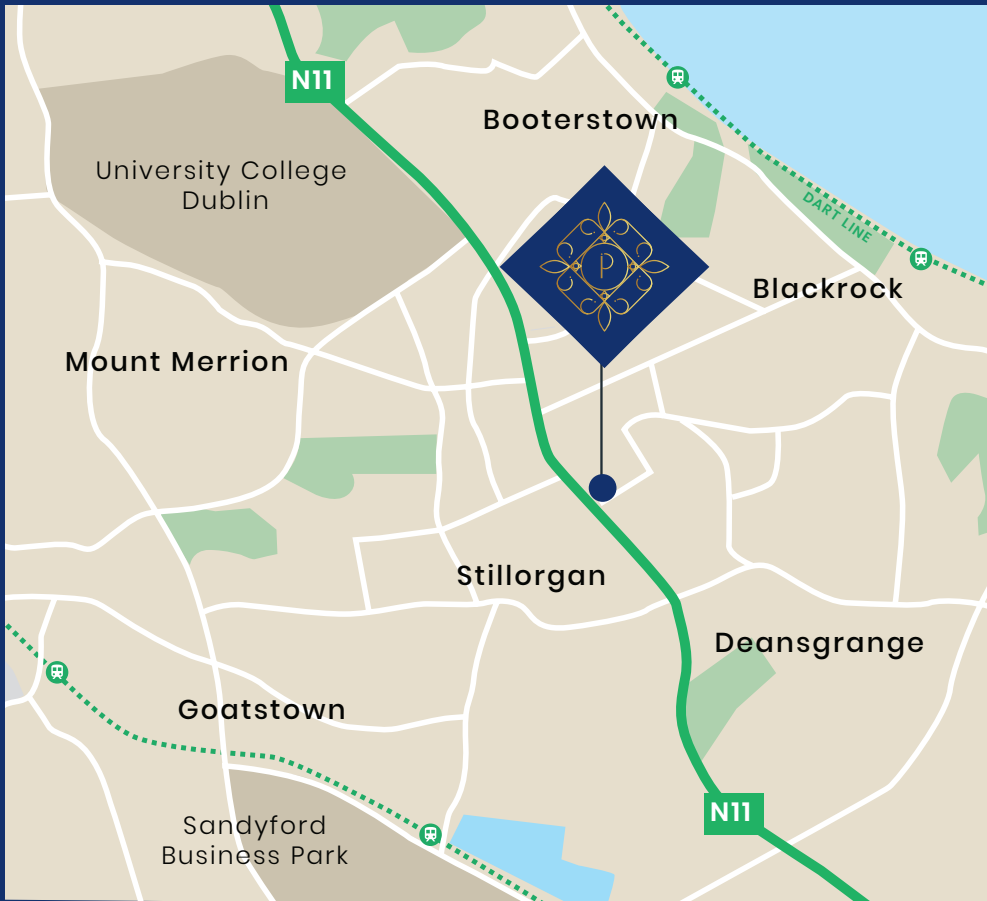 N11
Booterstown
University College
Dublin
DART LINE
P
Blackrock
Mount Merrion
Stillorgan
Deansgrange
Goatstown
N11
Sandyford
Business Park